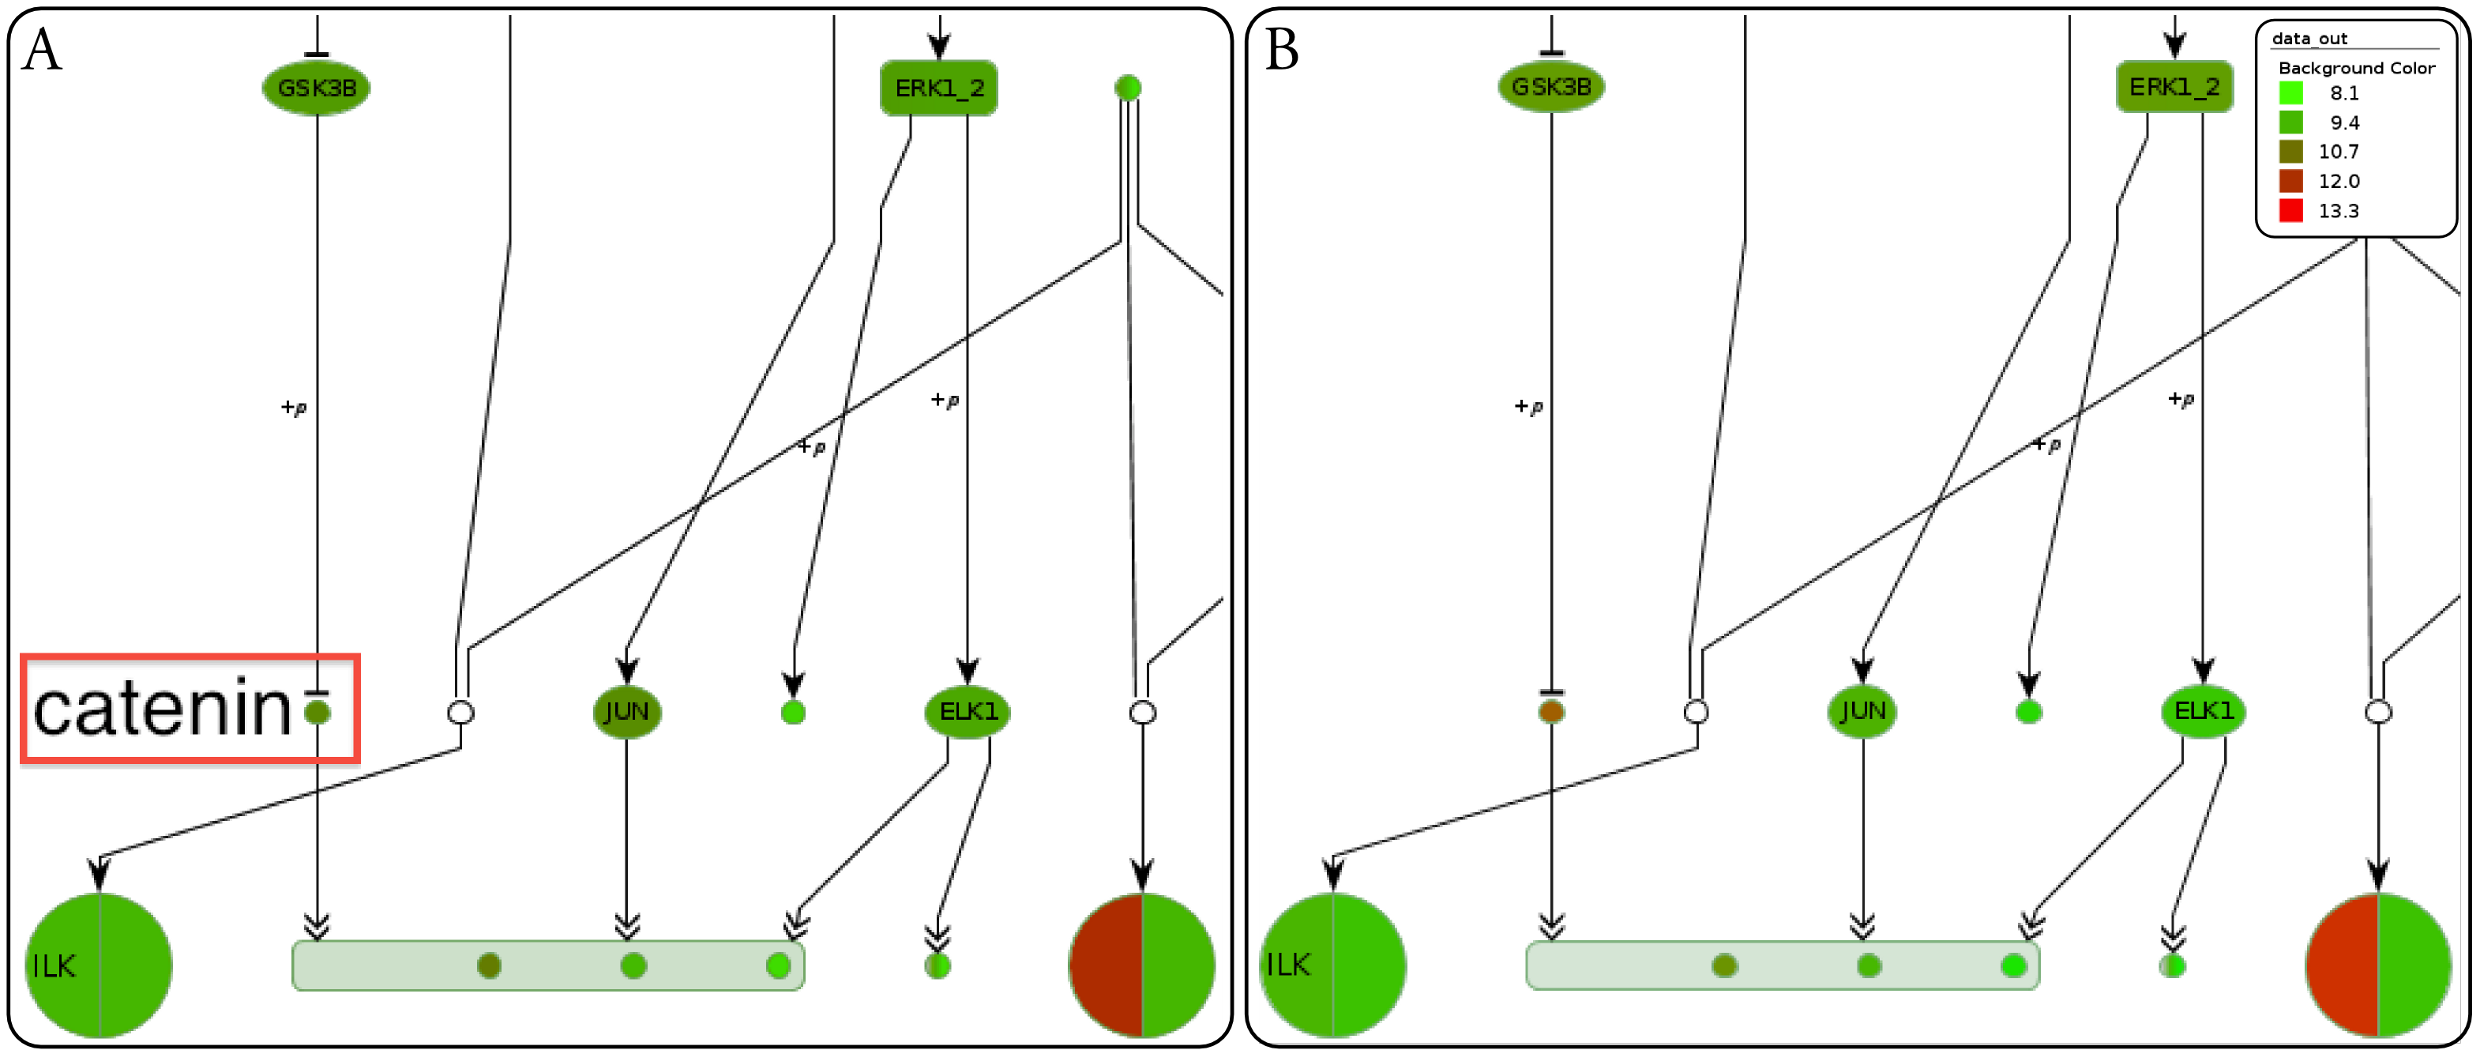 A
GSK3B
ERK1_2
+p
+p
+p
catenin
JUN
ELK1
ILK
B
GSK3B
ERK1_2
data_out
Background Color
8.1
9.4
10.7
12.0
13.3
+p
+p
+p
JUN
ELK1
ILK